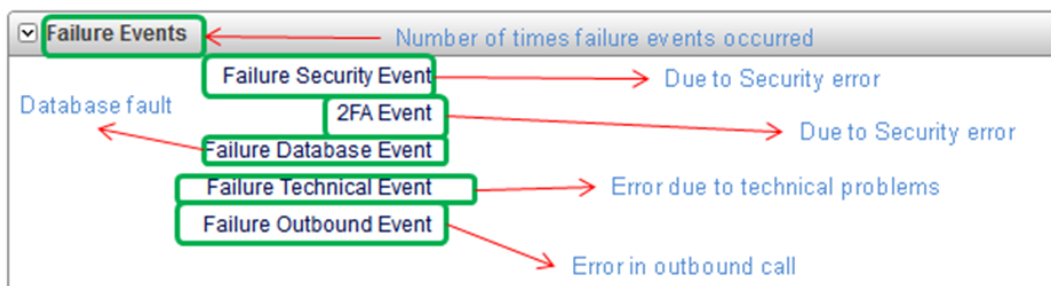 Failure Events
Number of times failure events occurred
Failure Security Event
Due to Security error
Database fault
2FA Event
Due to Security error
Failure Database Event
Failure Technical Event
Error due to technical problems
Failure Outbound Event
Error in outbound call